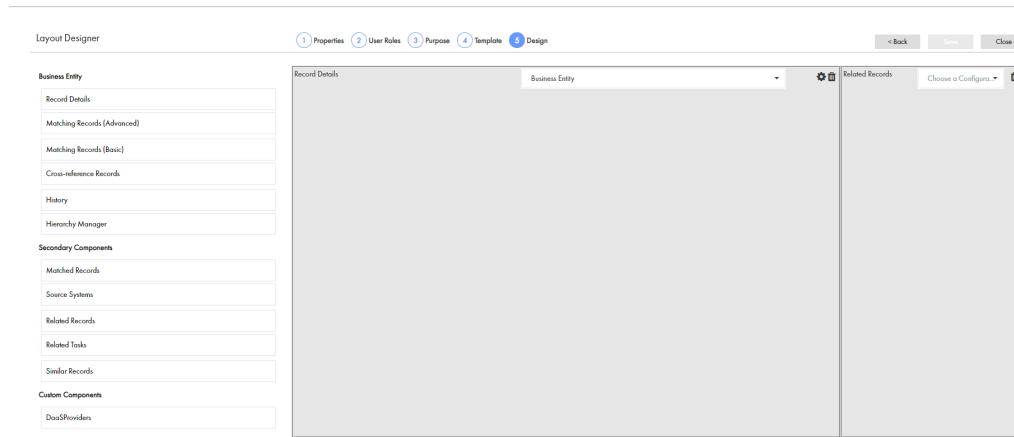 Layout Designer
1 Properties 2 User Roles 3 Purpose 4 Template 5 Design
< Back Save Close
Business Entity
Record Details
Matching Records (Advanced)
Matching Records (Basic)
Cross-reference Records
History
Hierarchy Manager
Secondary Components
Matched Records
Source Systems
Related Records
Related Tasks
Similar Records
Custom Components
DaaSProviders
Record Details Business Entity
Related Records Choose a Configura..